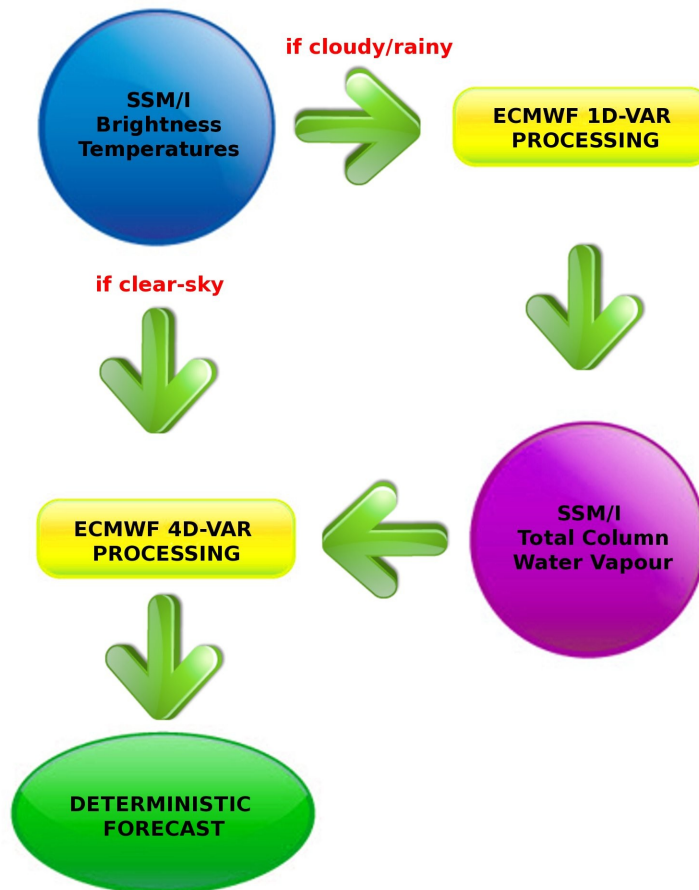 if cloudy/rainy
SSM/I
Brightness
Temperatures
ECMWF 1D-VAR
PROCESSING
if clear-sky
SSM/I
Total Column
Water Vapour
ECMWF 4D-VAR
PROCESSING
DETERMINISTIC
FORECAST